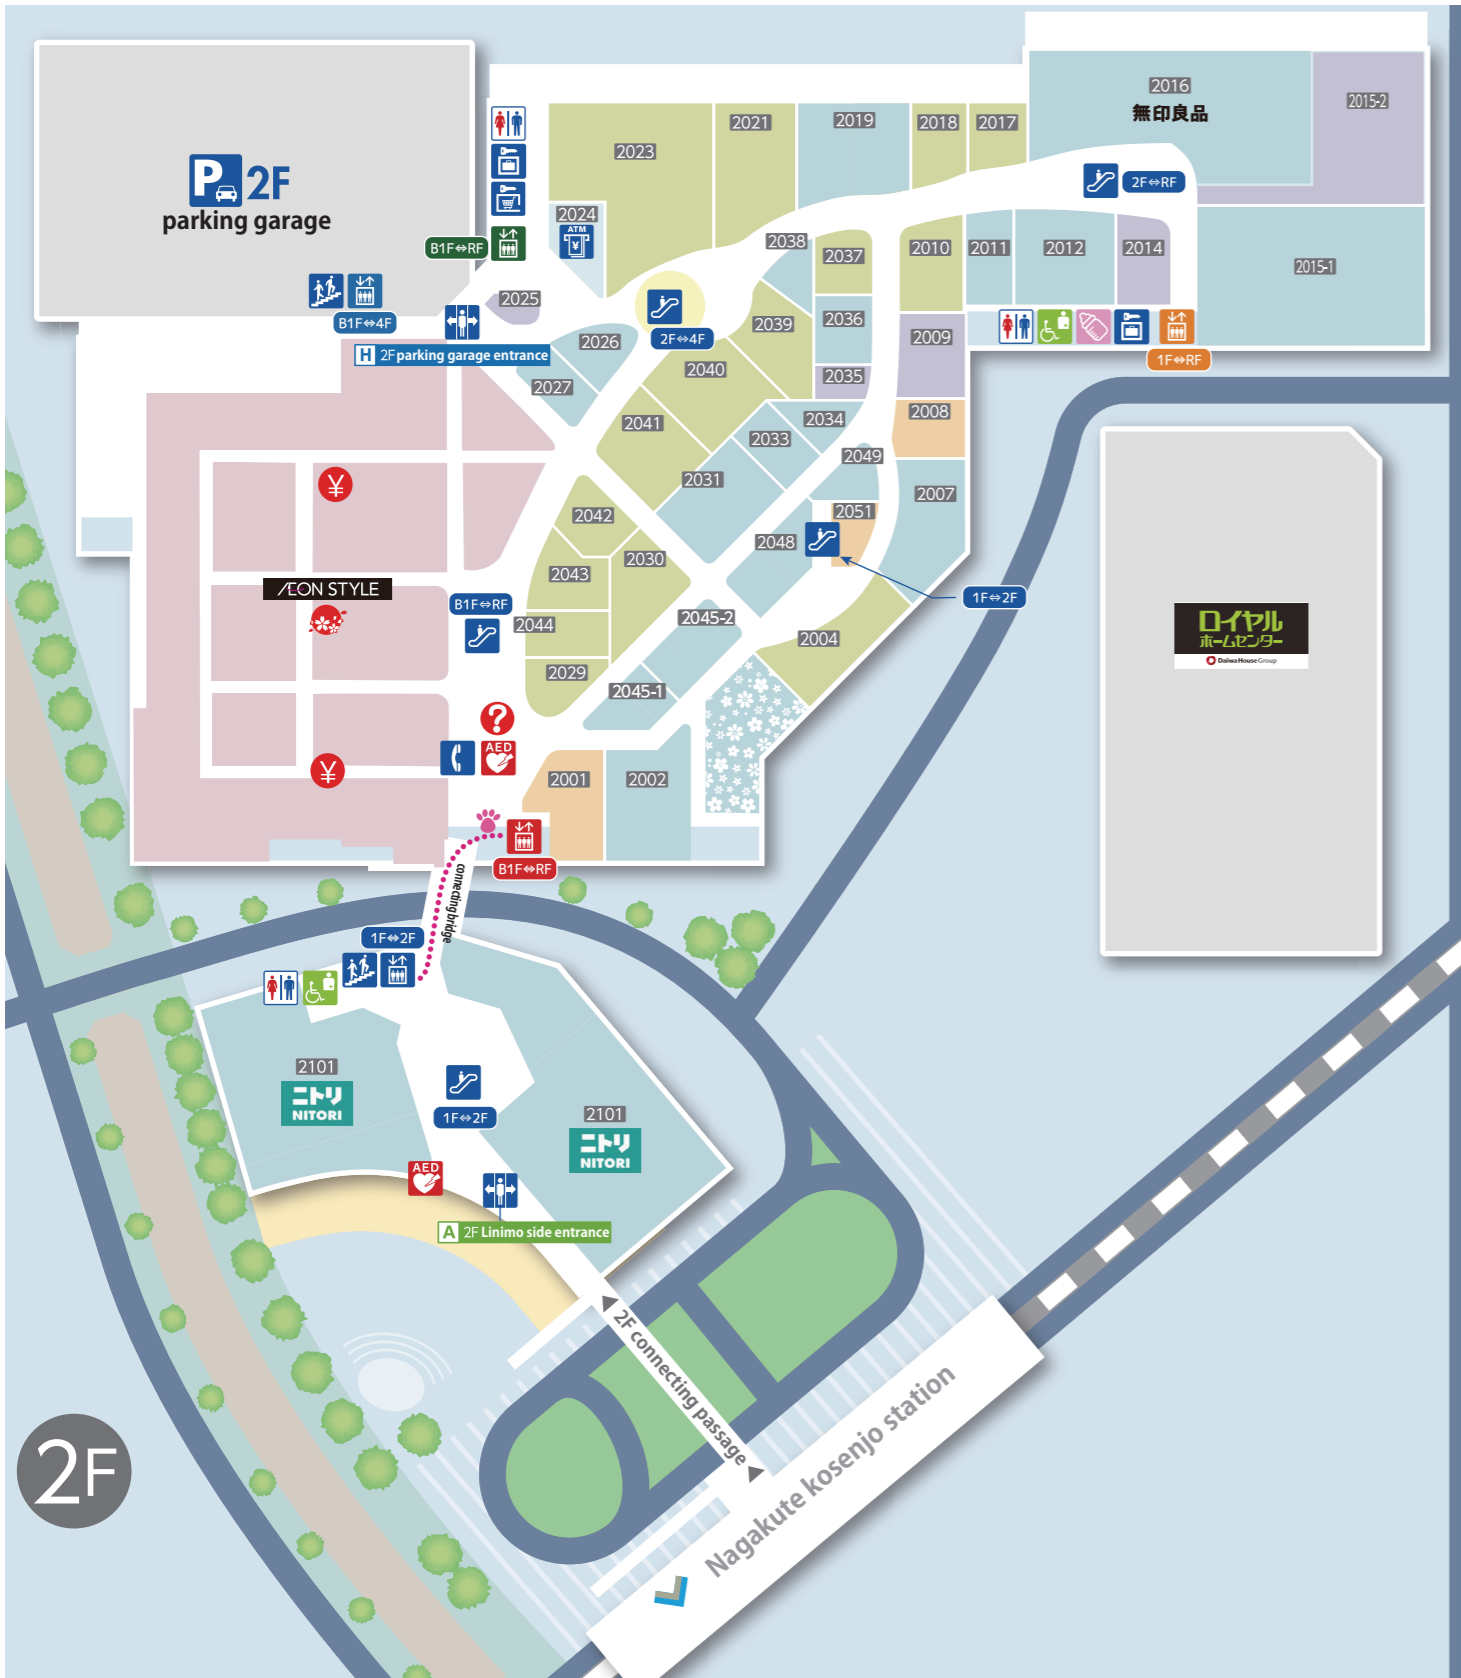 2016
無印良品
2015-2
2023
2021
2019
2018
2017
P 2F
parking garage
2F⇔RF
2024
ATM
¥
B1F⇔RF
2038
2037
2010
2011
2012
2014
2015-1
2025
B1F⇔4F
H 2F parking garage entrance
2F⇔4F
2026
2027
2039
2036
2009
1F⇔RF
2040
2035
2008
2041
2034
2033
2049
2031
2007
¥
2042
2051
2048
2030
2043
ÆON STYLE
B1F⇔RF
1F⇔2F
2044
2045-2
2004
ロイヤル
ホームセンター
Daiwa House Group
2029
2045-1
?
AED
¥
2001
2002
B1F⇔RF
connecting bridge
1F⇔2F
2101
ニトリ
NITORI
1F⇔2F
2101
ニトリ
NITORI
AED
A 2F Linimo side entrance
2F connecting passage
Nagakute kosenjo station
2F